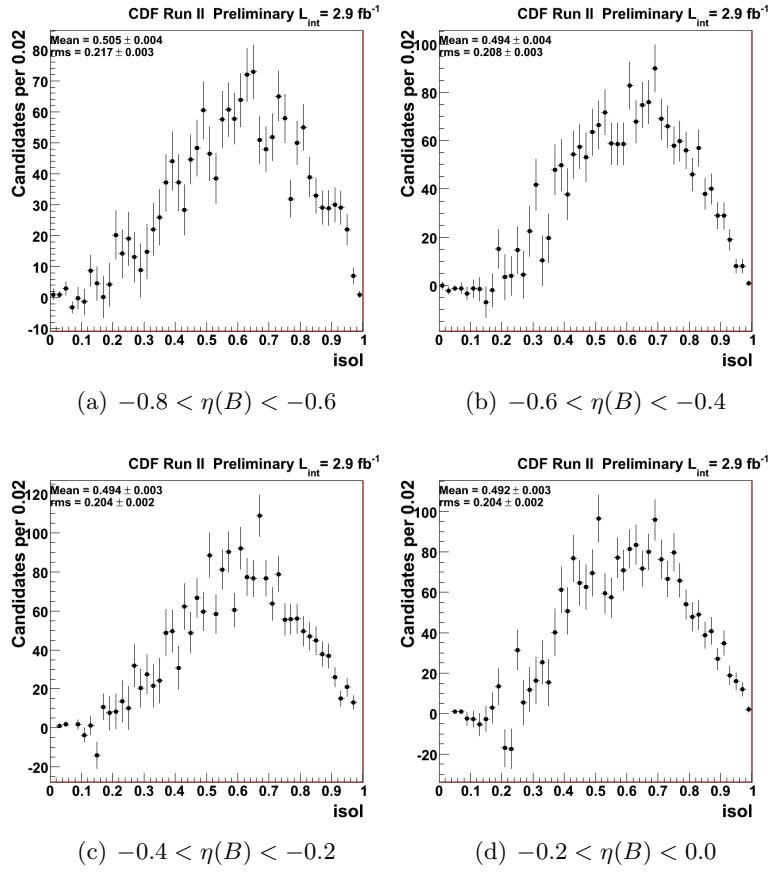 CDF Run II Preliminary L_int = 2.9 fb⁻¹
Mean = 0.505 ± 0.004
rms = 0.217 ± 0.003
Candidates per 0.02
80
70
60
50
40
30
20
10
0
-10
0 0.1 0.2 0.3 0.4 0.5 0.6 0.7 0.8 0.9 1
isol
(a) −0.8 < η(B) < −0.6
CDF Run II Preliminary L_int = 2.9 fb⁻¹
Mean = 0.494 ± 0.004
rms = 0.208 ± 0.003
Candidates per 0.02
100
80
60
40
20
0
0 0.1 0.2 0.3 0.4 0.5 0.6 0.7 0.8 0.9 1
isol
(b) −0.6 < η(B) < −0.4
CDF Run II Preliminary L_int = 2.9 fb⁻¹
Mean = 0.494 ± 0.003
rms = 0.204 ± 0.002
Candidates per 0.02
120
100
80
60
40
20
0
-20
0 0.1 0.2 0.3 0.4 0.5 0.6 0.7 0.8 0.9 1
isol
(c) −0.4 < η(B) < −0.2
CDF Run II Preliminary L_int = 2.9 fb⁻¹
Mean = 0.492 ± 0.003
rms = 0.204 ± 0.002
Candidates per 0.02
100
80
60
40
20
0
-20
0 0.1 0.2 0.3 0.4 0.5 0.6 0.7 0.8 0.9 1
isol
(d) −0.2 < η(B) < 0.0